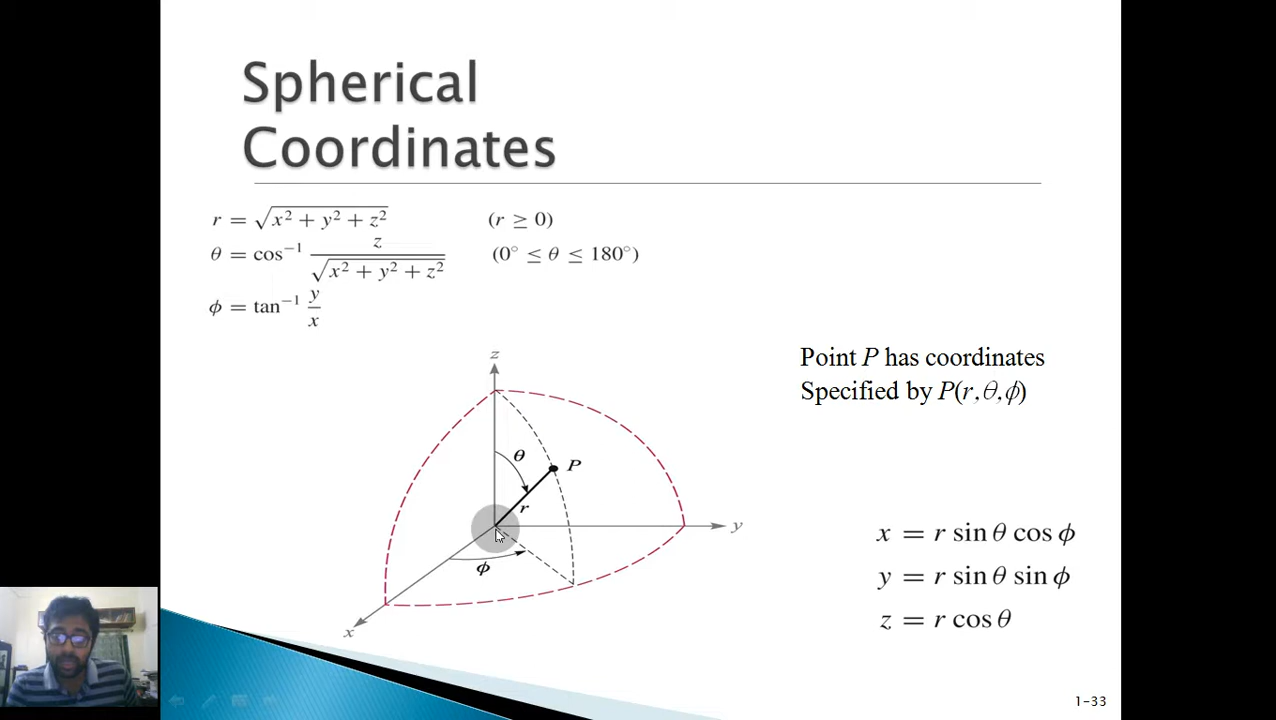 Spherical
Coordinates
r = √(x² + y² + z²) (r ≥ 0)
θ = cos⁻¹ z / √(x² + y² + z²) (0° ≤ θ ≤ 180°)
ϕ = tan⁻¹ y / x
Point P has coordinates
Specified by P(r,θ,ϕ)
z
θ
P
r
y
ϕ
x
x = r sin θ cos ϕ
y = r sin θ sin ϕ
z = r cos θ
1-33